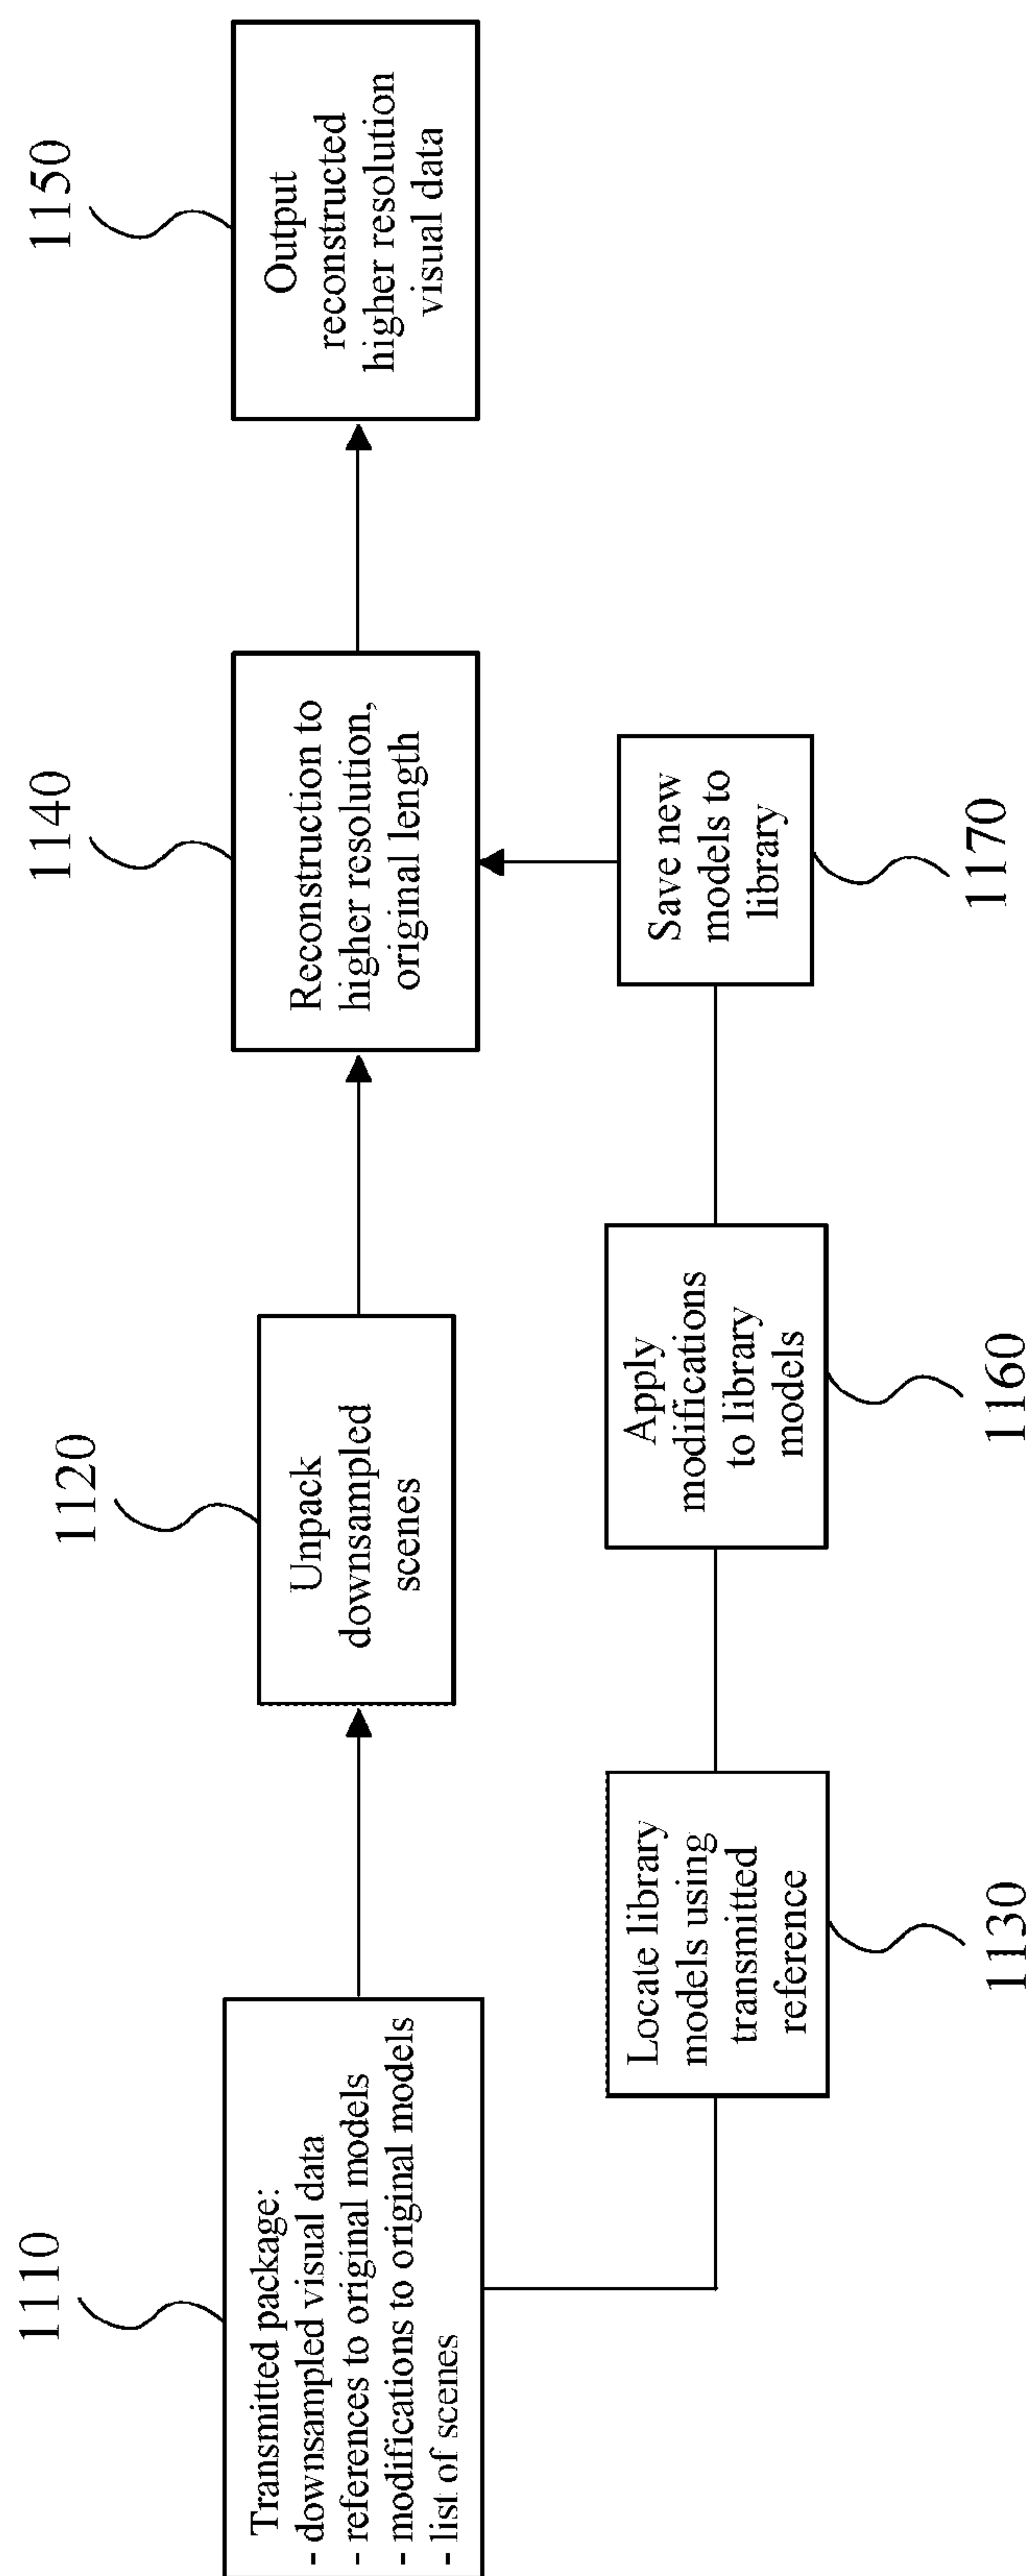 1110
Transmitted package:
- downsampled visual data
- references to original models
- modifications to original models
- list of scenes
1120
Unpack
downsampled
scenes
1140
Reconstruction to
higher resolution,
original length
1150
Output
reconstructed
higher resolution
visual data
Locate library
models using
transmitted
reference
1130
Apply
modifications
to library
models
1160
Save new
models to
library
1170